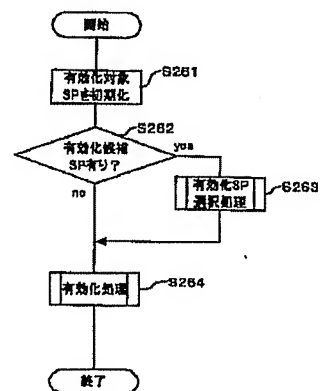 開始
有効化対象
SPを初期化
S261
S262
有効化候補
SP有り?
yes
no
有効化SP
選択処理
S263
有効化処理
S264
終了